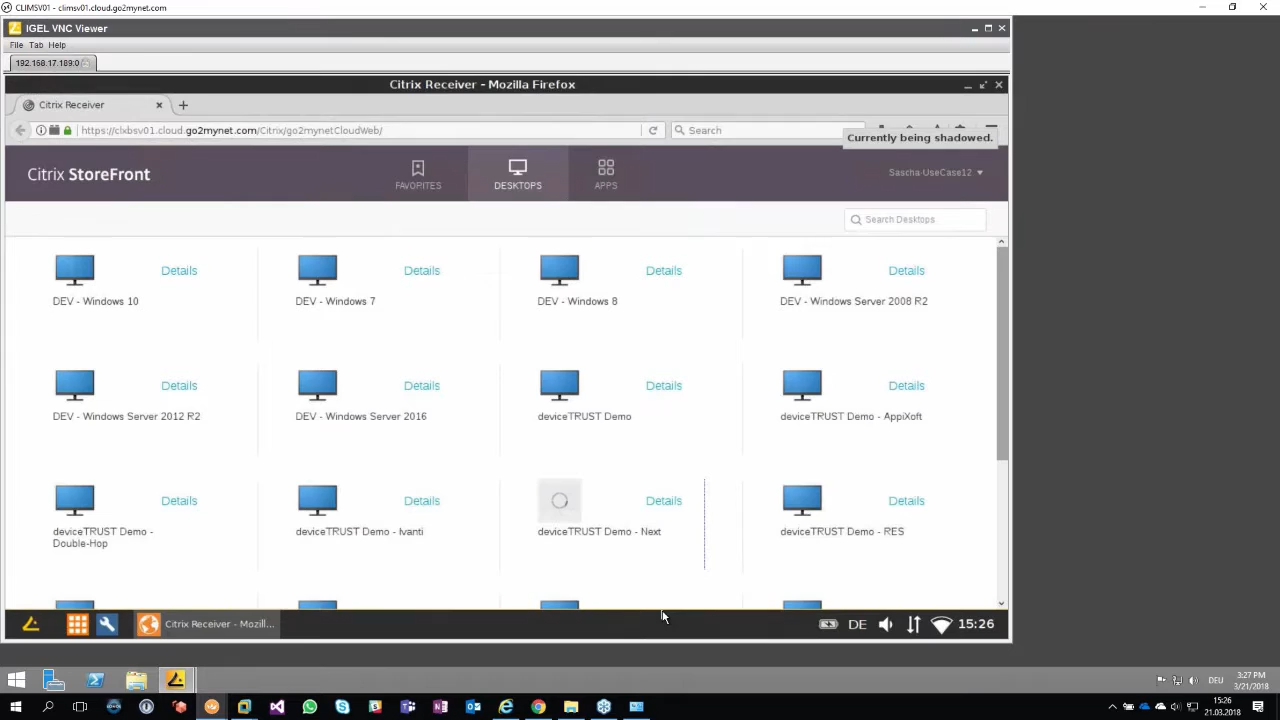 CLIMSV01 - climsv01.cloud.go2mynet.com
IGEL VNC Viewer
File Tab Help
192.168.17.189:0
Citrix Receiver - Mozilla Firefox
Citrix Receiver
https://clxbsv01.cloud.go2mynet.com/Citrix/go2mynetCloudWeb/
Search
Currently being shadowed.
Citrix StoreFront
FAVORITES
DESKTOPS
APPS
Sascha-UseCase12
Search Desktops
Details
Details
Details
Details
DEV - Windows 10
DEV - Windows 7
DEV - Windows 8
DEV - Windows Server 2008 R2
Details
Details
Details
Details
DEV - Windows Server 2012 R2
DEV - Windows Server 2016
deviceTRUST Demo
deviceTRUST Demo - AppiXoft
Details
Details
Details
Details
deviceTRUST Demo -
Double-Hop
deviceTRUST Demo - Ivanti
deviceTRUST Demo - Next
deviceTRUST Demo - RES
Citrix Receiver - Mozill...
DE
15:26
DEU
3:27 PM
3/21/2018
15:26
21.03.2018